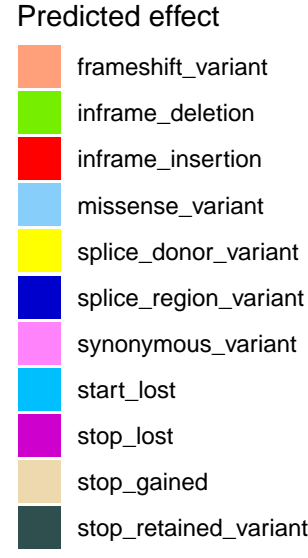 Predicted effect
frameshift_variant
inframe_deletion
inframe_insertion
missense_variant
splice_donor_variant
splice_region_variant
synonymous_variant
start_lost
stop_lost
stop_gained
stop_retained_variant